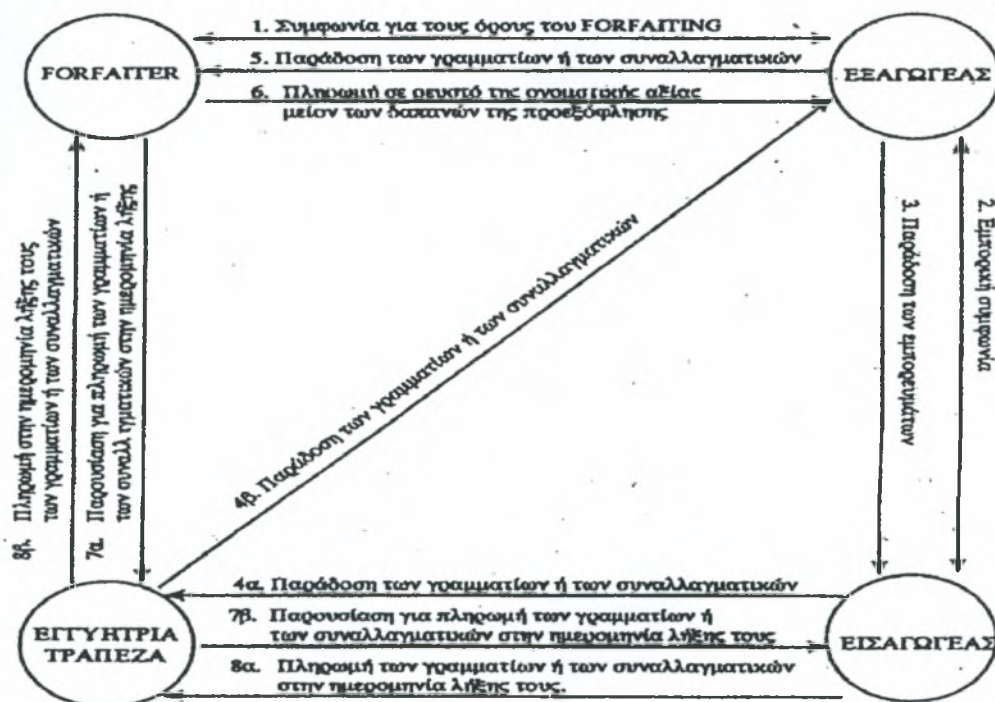 1. Συμφωνία για τους όρους του FORFAITING
5. Παράδοση των γραμματίων ή των συναλλαγματικών
6. Πληρωμή σε ρευστό της ονομαστικής αξίας
μείον των δαπανών της προεξόφλησης
FORFAITER
ΕΞΑΓΩΓΕΑΣ
8β. Πληρωμή στην ημερομηνία λήξης τους
των γραμματίων ή των συναλλαγματικών
7α. Παρουσίαση για πληρωμή των γραμματίων ή
των συναλλ τγματικών στην ημερομηνία λήξης
4β. Παράδοση των γραμματίων ή των συναλλαγματικών
3. Παράδοση των εμπορευμάτων
2. Εμπορική συμφωνία
4α. Παράδοση των γραμματίων ή των συναλλαγματικών
7β. Παρουσίαση για πληρωμή των γραμματίων ή
των συναλλαγματικών στην ημερομηνία λήξης τους
8α. Πληρωμή των γραμματίων ή των συναλλαγματικών
στην ημερομηνία λήξης τους.
ΕΓΓΥΗΤΡΙΑ
ΤΡΑΠΕΖΑ
ΕΙΣΑΓΩΓΕΑΣ